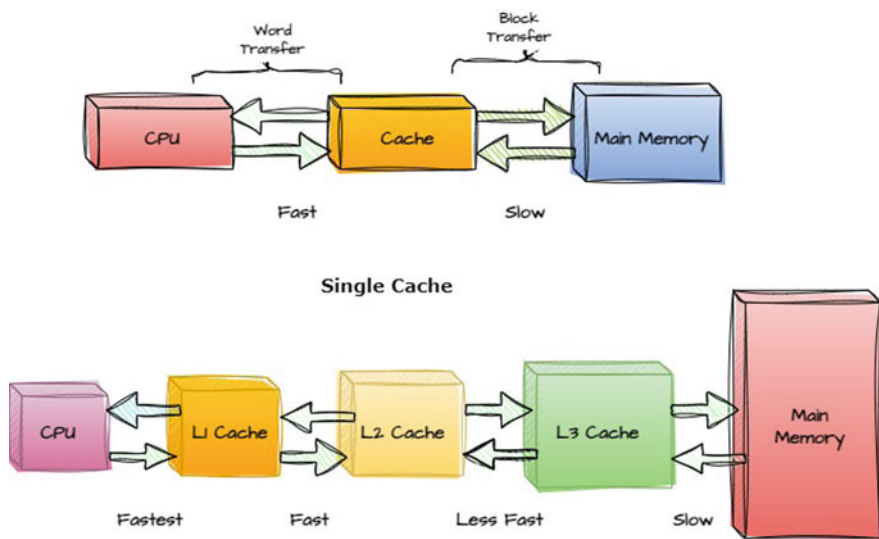 Word
Transfer
Block
Transfer
CPU
Cache
Main Memory
Fast
Slow
Single Cache
CPU
L1 Cache
L2 Cache
L3 Cache
Main
Memory
Fastest
Fast
Less Fast
Slow